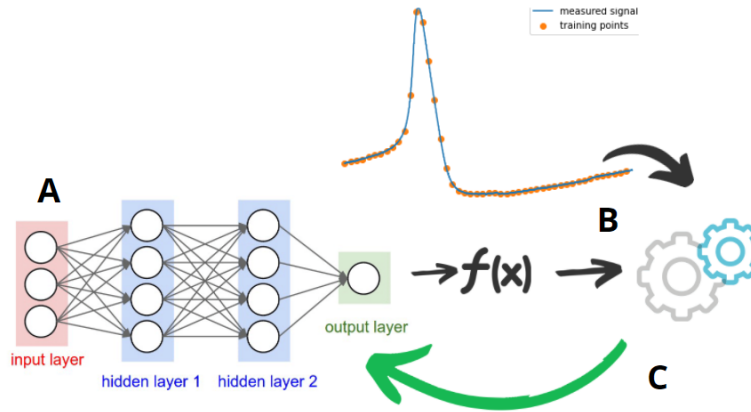 measured signal
training points
A
B
f(x)
output layer
input layer
hidden layer 1
hidden layer 2
C